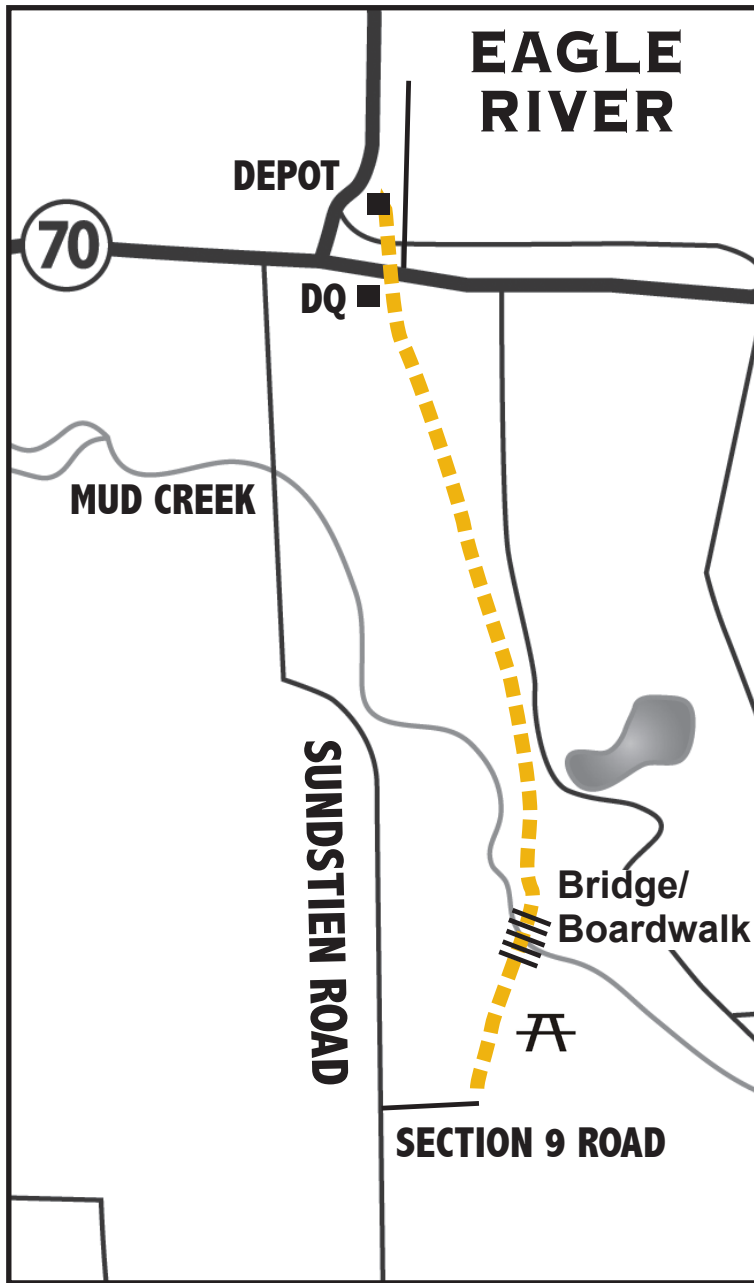 EAGLE
RIVER
DEPOT
70
DQ
MUD CREEK
SUNDSTIEN ROAD
Bridge/
Boardwalk
SECTION 9 ROAD